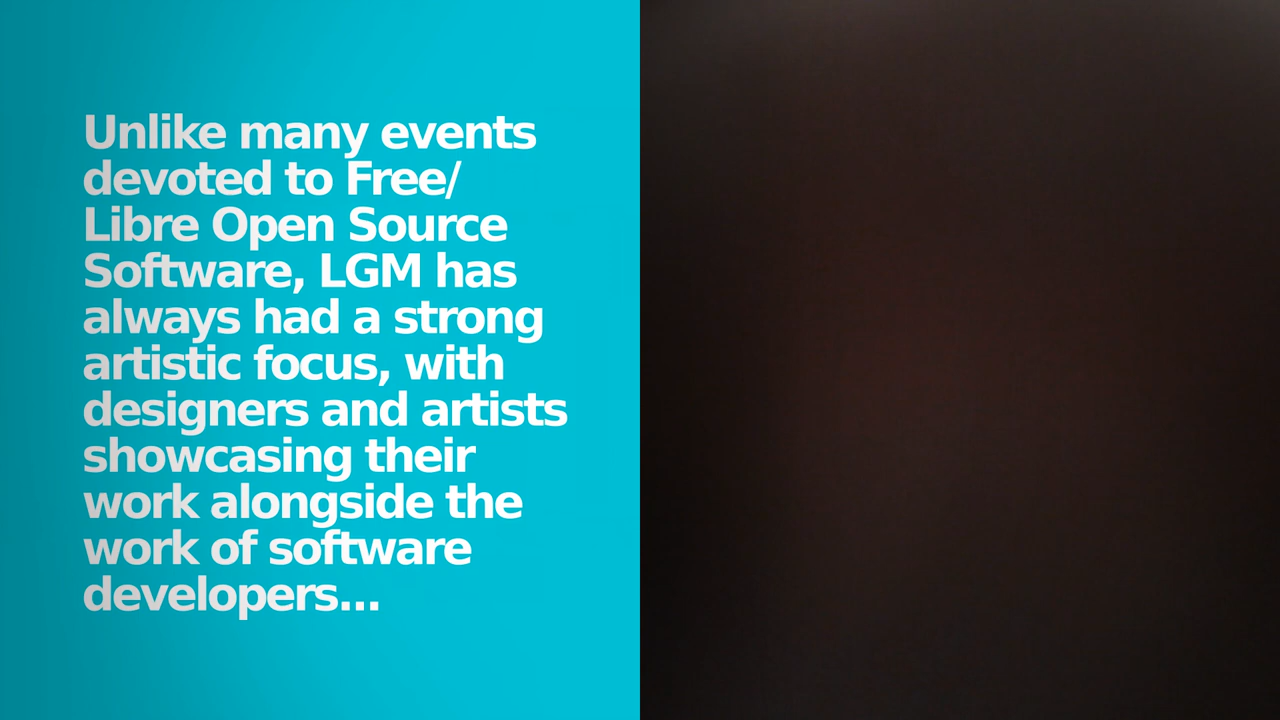 Unlike many events
devoted to Free/
Libre Open Source
Software, LGM has
always had a strong
artistic focus, with
designers and artists
showcasing their
work alongside the
work of software
developers...